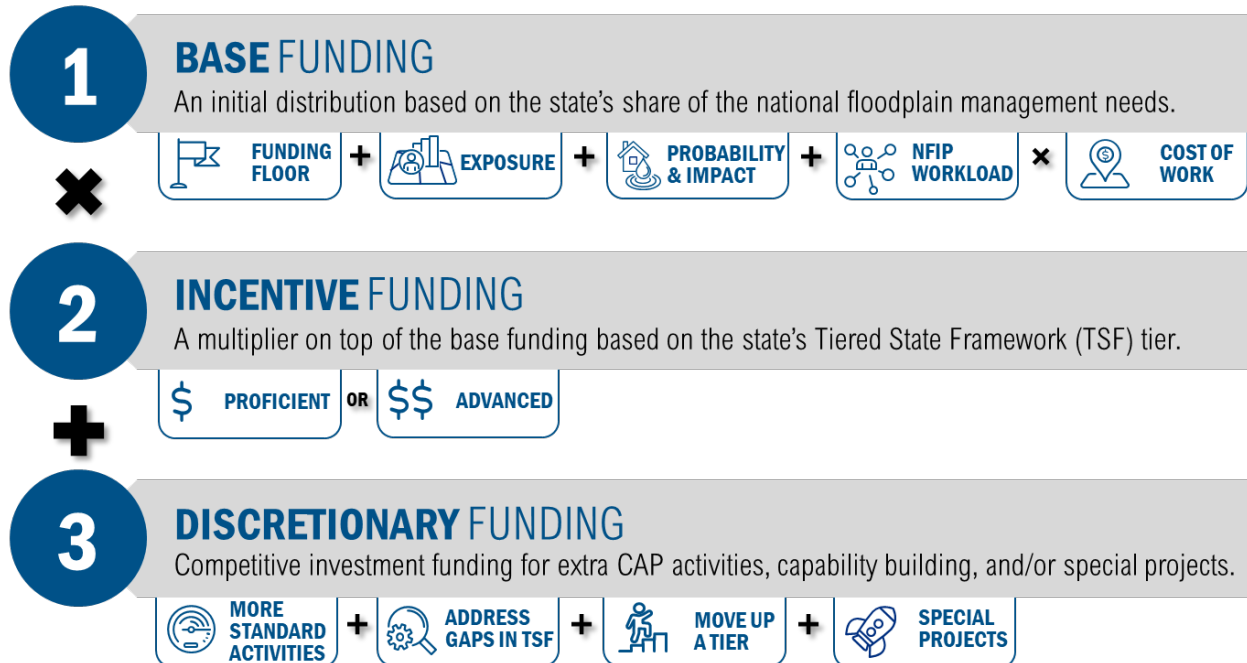 1
BASE FUNDING
An initial distribution based on the state's share of the national floodplain management needs.
FUNDING
FLOOR
+
EXPOSURE
+
PROBABILITY
& IMPACT
+
NFIP
WORKLOAD
×
$
COST OF
WORK
×
2
INCENTIVE FUNDING
A multiplier on top of the base funding based on the state's Tiered State Framework (TSF) tier.
$
PROFICIENT
OR
$$
ADVANCED
+
3
DISCRETIONARY FUNDING
Competitive investment funding for extra CAP activities, capability building, and/or special projects.
MORE
STANDARD
ACTIVITIES
+
ADDRESS
GAPS IN TSF
+
MOVE UP
A TIER
+
SPECIAL
PROJECTS